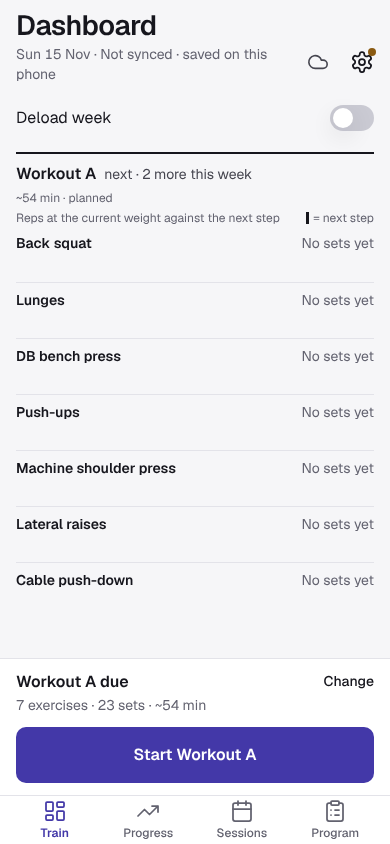 Dashboard
Sun 15 Nov · Not synced · saved on this
phone
Deload week
Workout A next · 2 more this week
~54 min · planned
Reps at the current weight against the next step = next step
Back squat No sets yet
Lunges No sets yet
DB bench press No sets yet
Push-ups No sets yet
Machine shoulder press No sets yet
Lateral raises No sets yet
Cable push-down No sets yet
Workout A due Change
7 exercises · 23 sets · ~54 min
Start Workout A
Train Progress Sessions Program